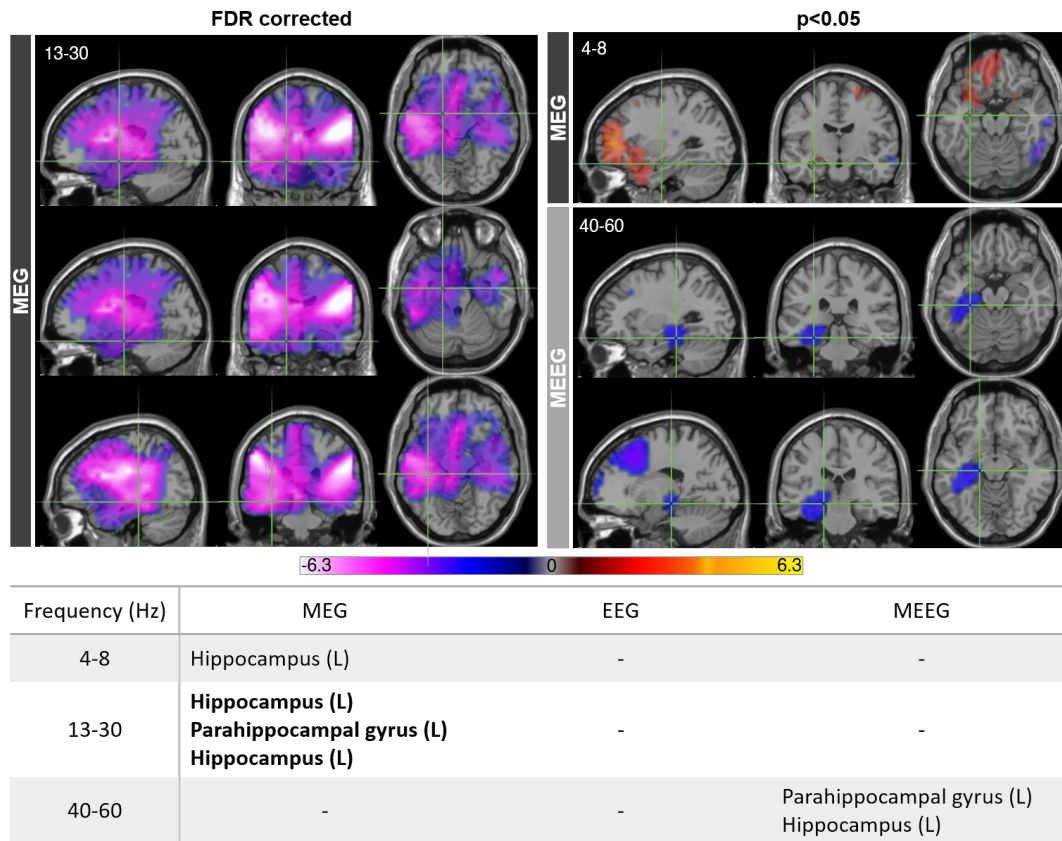 FDR corrected
p<0.05
MEG
13-30
MEG
4-8
MEEG
40-60
-6.3 0 6.3
Frequency (Hz) MEG EEG MEEG
4-8 Hippocampus (L) - -
Hippocampus (L)
13-30 Parahippocampal gyrus (L) - -
Hippocampus (L)
40-60 - - Parahippocampal gyrus (L)
Hippocampus (L)